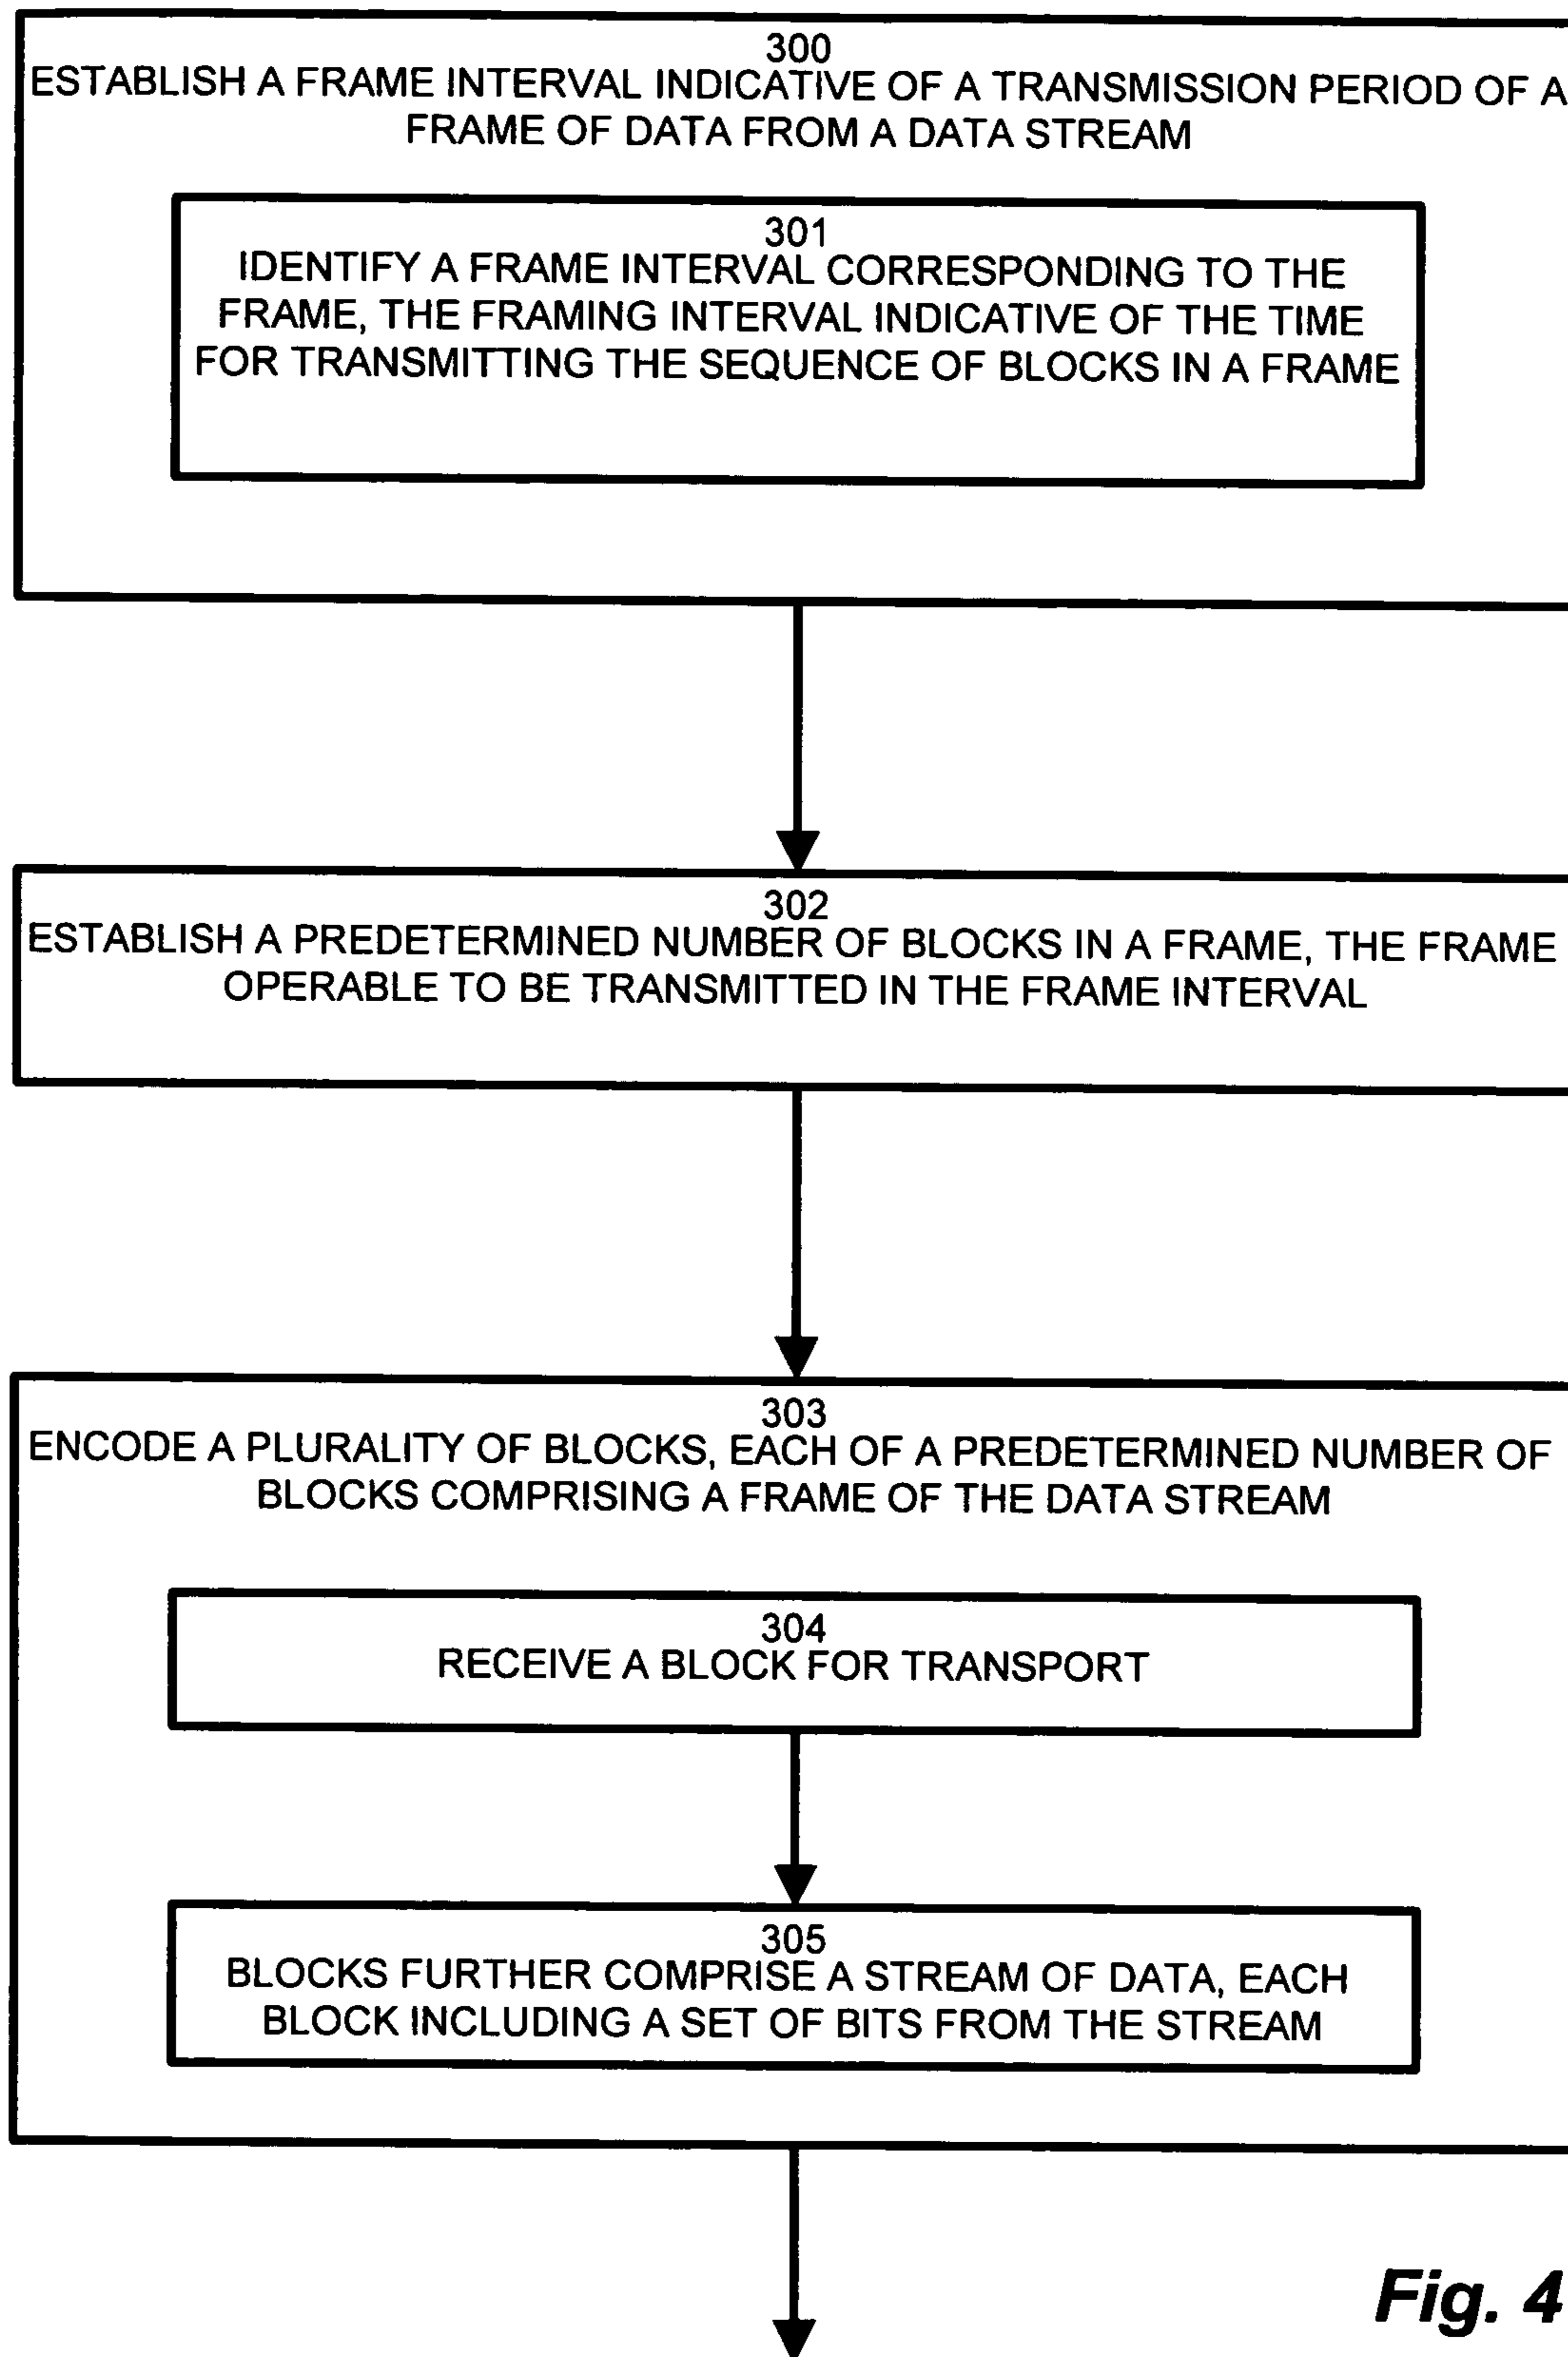 300
ESTABLISH A FRAME INTERVAL INDICATIVE OF A TRANSMISSION PERIOD OF A
FRAME OF DATA FROM A DATA STREAM
301
IDENTIFY A FRAME INTERVAL CORRESPONDING TO THE
FRAME, THE FRAMING INTERVAL INDICATIVE OF THE TIME
FOR TRANSMITTING THE SEQUENCE OF BLOCKS IN A FRAME
302
ESTABLISH A PREDETERMINED NUMBER OF BLOCKS IN A FRAME, THE FRAME
OPERABLE TO BE TRANSMITTED IN THE FRAME INTERVAL
303
ENCODE A PLURALITY OF BLOCKS, EACH OF A PREDETERMINED NUMBER OF
BLOCKS COMPRISING A FRAME OF THE DATA STREAM
304
RECEIVE A BLOCK FOR TRANSPORT
305
BLOCKS FURTHER COMPRISE A STREAM OF DATA, EACH
BLOCK INCLUDING A SET OF BITS FROM THE STREAM
Fig. 4